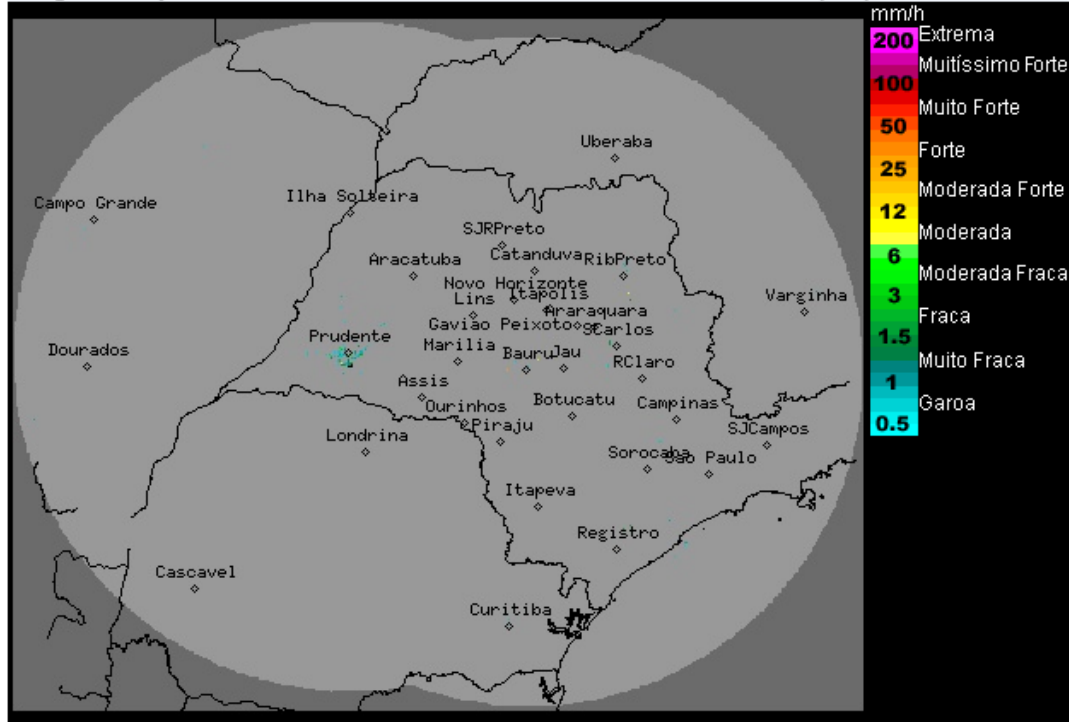 mm/h
200 Extrema
Muitíssimo Forte
100
Muito Forte
50
Forte
25
Moderada Forte
12
Moderada
6
Moderada Fraca
3
Fraca
1.5
Muito Fraca
1
Garoa
0.5
Uberaba
Campo Grande
Ilha Solteira
SJRPreto
Catanduva
Aracatuba
RibPreto
Novo Horizonte
Itapolis
Lins
Varginha
Araraquara
Gavião Peixoto
SCarlos
Prudente
Dourados
Marilia
Bauru
Jau
RClaro
Assis
Ourinhos
Botucatu
Campinas
Piraju
Londrina
SJCampos
Sorocaba
São Paulo
Itapeva
Registro
Cascavel
Curitiba